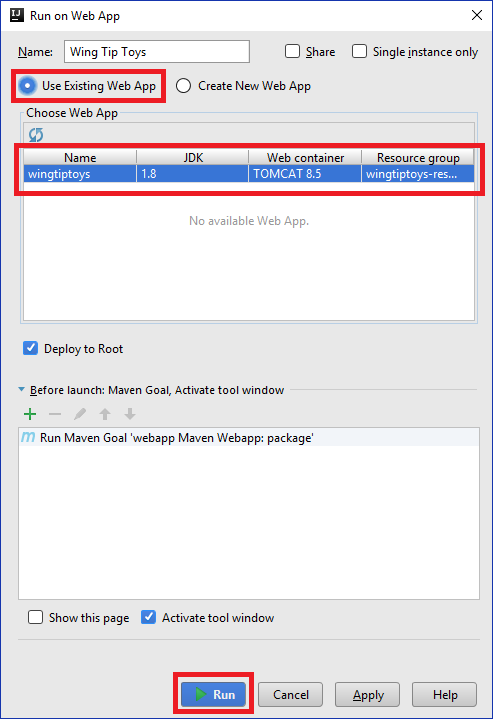 Run on Web App
Name: Wing Tip Toys Share Single instance only
Use Existing Web App Create New Web App
Choose Web App
Name JDK Web container Resource group
wingtiptoys 1.8 TOMCAT 8.5 wingtiptoys-res...
No available Web App.
Deploy to Root
Before launch: Maven Goal, Activate tool window
Run Maven Goal 'webapp Maven Webapp: package'
Show this page Activate tool window
Run Cancel Apply Help